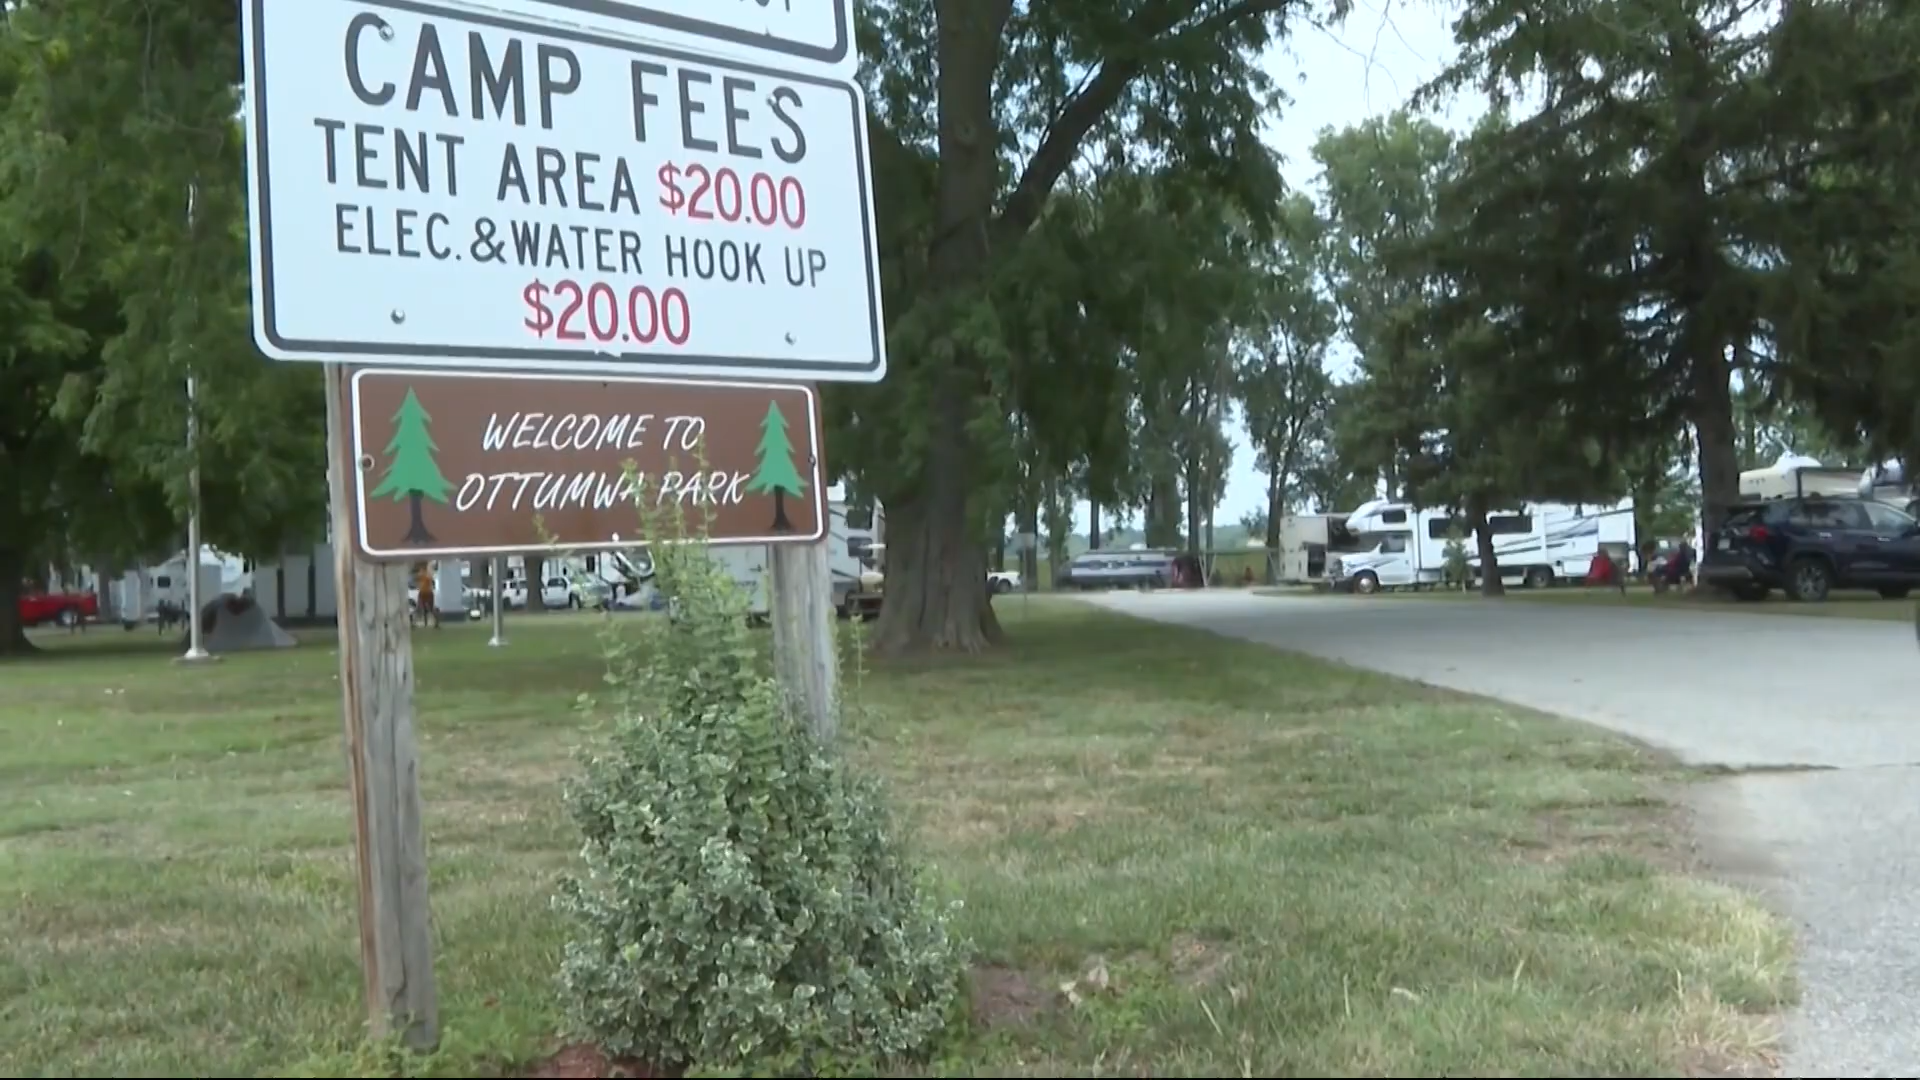 CAMP FEES
TENT AREA $20.00
ELEC. & WATER HOOK UP
$20.00
WELCOME TO
OTTUMWA PARK